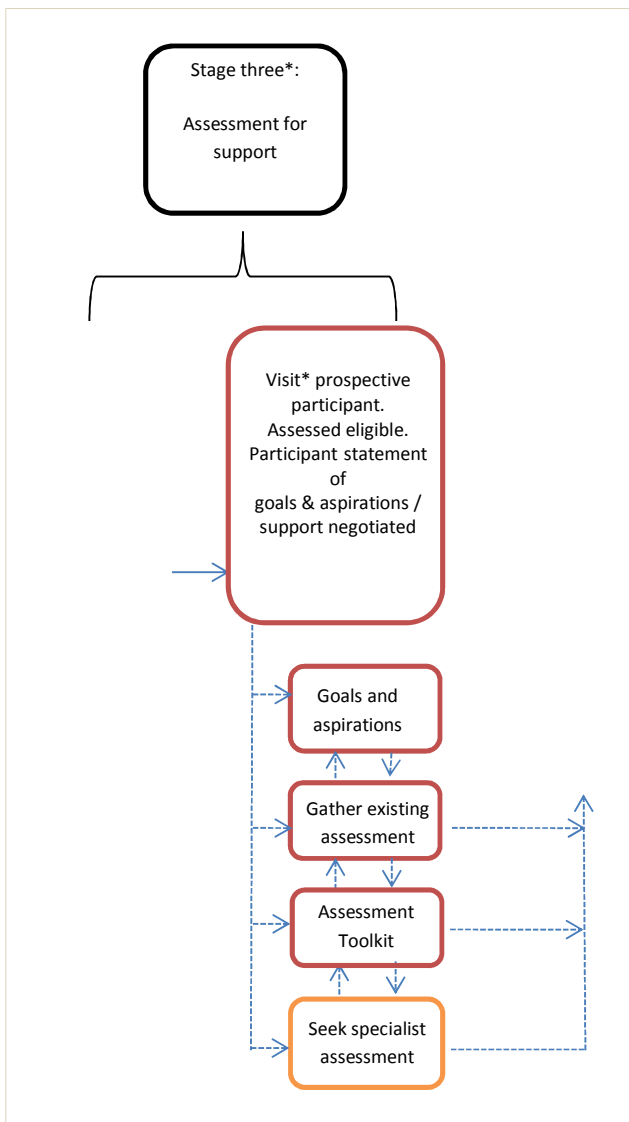 Stage three*:
Assessment for
support
Visit* prospective
participant.
Assessed eligible.
Participant statement
of
goals & aspirations /
support negotiated
Goals and
aspirations
Gather existing
assessment
Assessment
Toolkit
Seek specialist
assessment